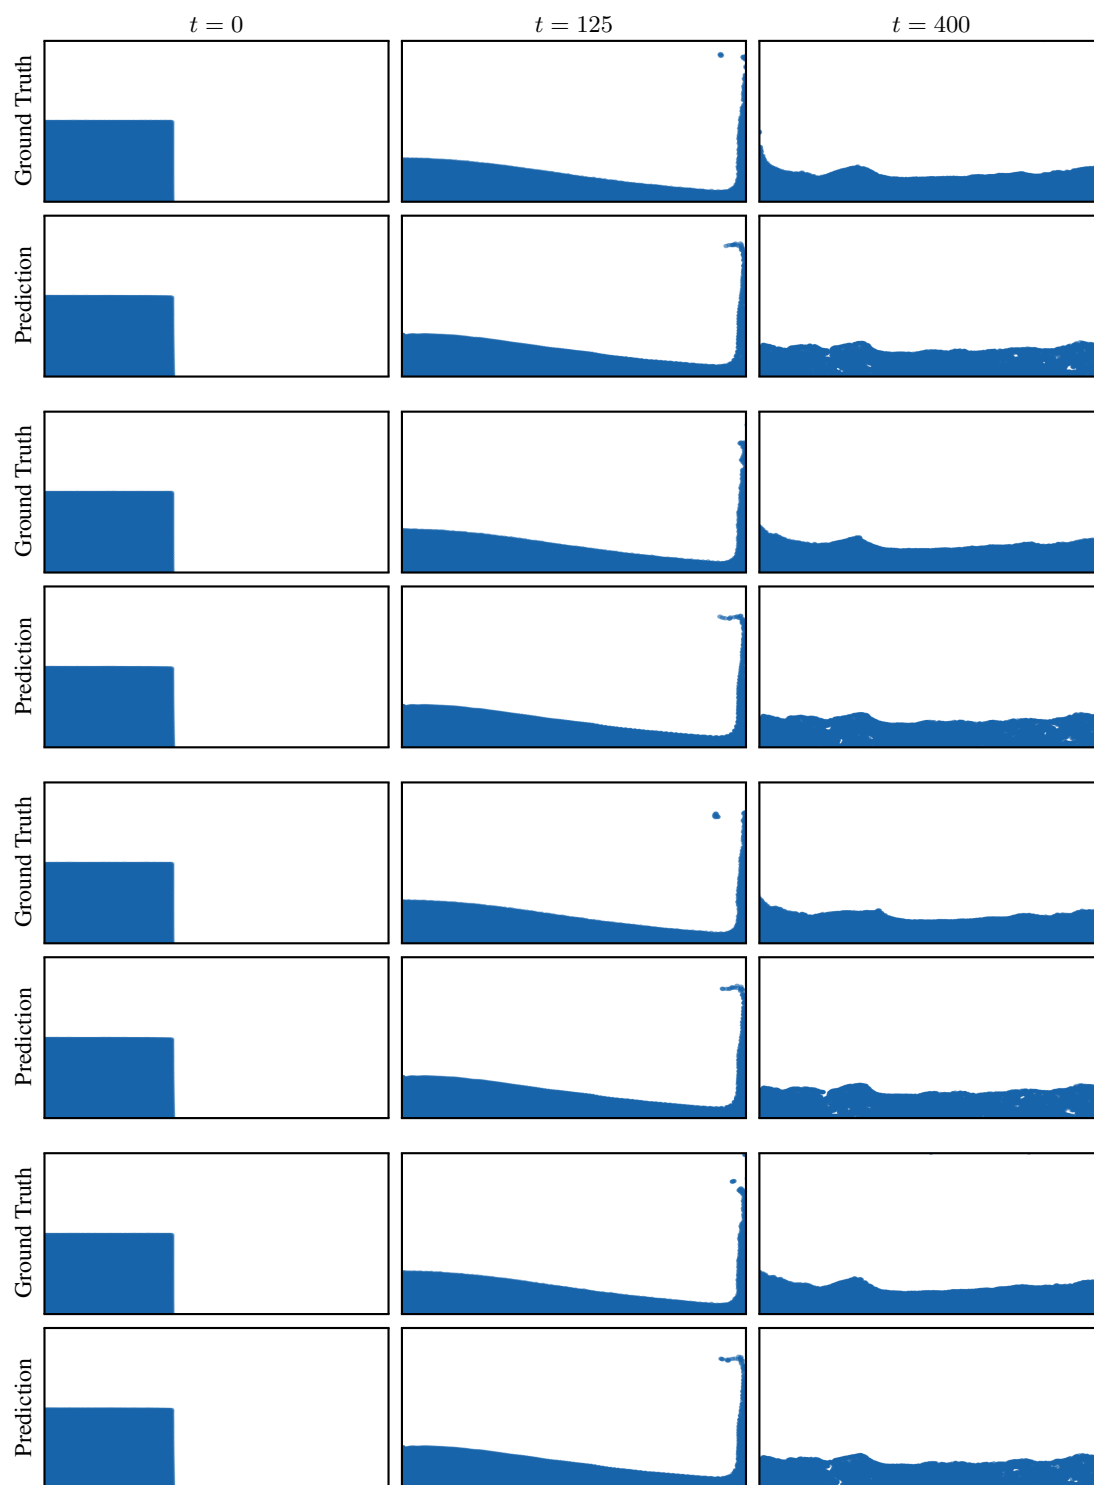 t = 0 t = 125 t = 400
Ground Truth
Prediction
Ground Truth
Prediction
Ground Truth
Prediction
Ground Truth
Prediction